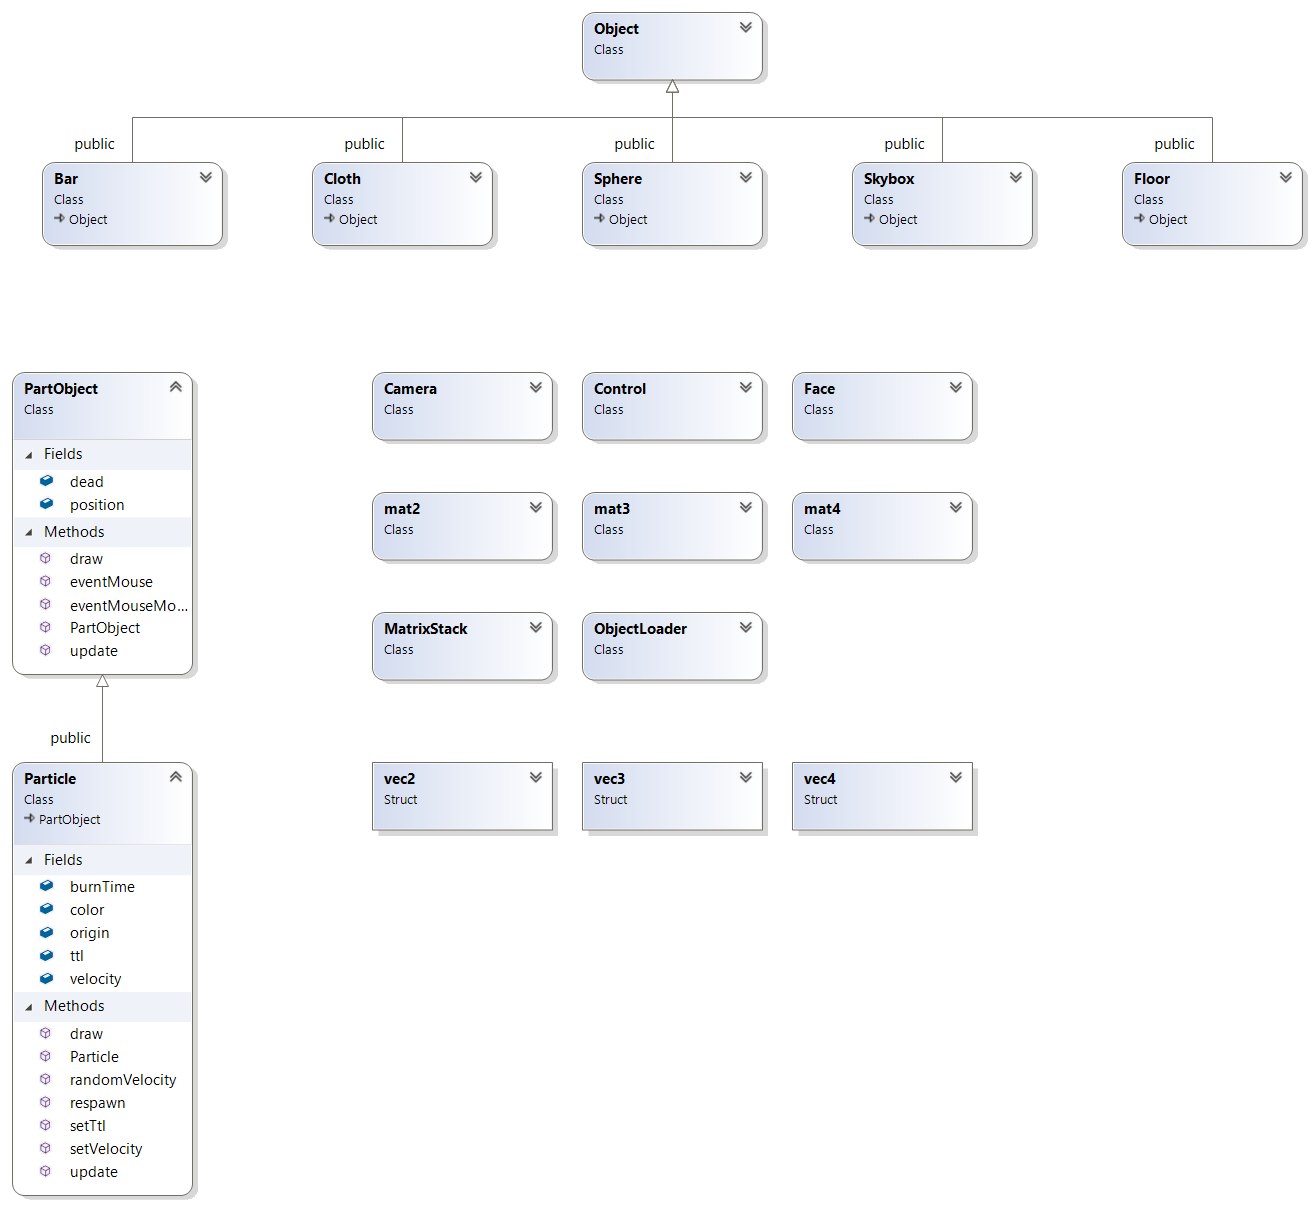 Object
Class
public
public
public
public
public
Bar
Class
Object
Cloth
Class
Object
Sphere
Class
Object
Skybox
Class
Object
Floor
Class
Object
PartObject
Class
Fields
dead
position
Methods
draw
eventMouse
eventMouseMo...
PartObject
update
public
Particle
Class
PartObject
Fields
burnTime
color
origin
ttl
velocity
Methods
draw
Particle
randomVelocity
respawn
setTtl
setVelocity
update
Camera
Class
Control
Class
Face
Class
mat2
Class
mat3
Class
mat4
Class
MatrixStack
Class
ObjectLoader
Class
vec2
Struct
vec3
Struct
vec4
Struct